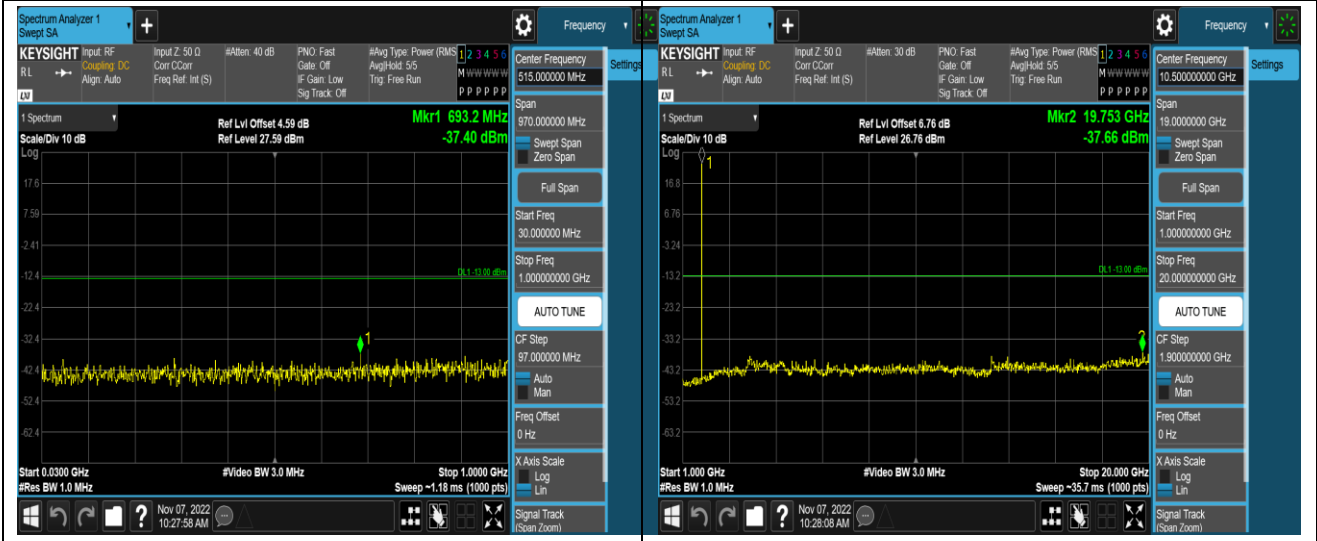 Spectrum Analyzer 1
Swept SA
Frequency
KEYSIGHT
RL
LXI
Input: RF
Coupling: DC
Align: Auto
Input Z: 50 Ω
Corr CCorr
Freq Ref: Int (S)
#Atten: 40 dB
PNO: Fast
Gate: Off
IF Gain: Low
Sig Track: Off
#Avg Type: Power (RMS
Avg|Hold: 5/5
Trig: Free Run
1 2 3 4 5 6
M W W W W W
P P P P P P
Center Frequency
515.000000 MHz
Settings
1 Spectrum
Scale/Div 10 dB
Log
Ref Lvl Offset 4.59 dB
Ref Level 27.59 dBm
Mkr1 693.2 MHz
-37.40 dBm
Span
970.000000 MHz
Swept Span
Zero Span
Full Span
Start Freq
30.000000 MHz
Stop Freq
1.000000000 GHz
AUTO TUNE
CF Step
97.000000 MHz
Auto
Man
Freq Offset
0 Hz
X Axis Scale
Log
Lin
Signal Track
(Span Zoom)
17.6
7.59
-2.41
-12.4
-22.4
-32.4
-42.4
-52.4
-62.4
DL1 -13.00 dBm
1
Start 0.0300 GHz
#Res BW 1.0 MHz
#Video BW 3.0 MHz
Stop 1.0000 GHz
Sweep ~1.18 ms (1000 pts)
?
Nov 07, 2022
10:27:58 AM
Spectrum Analyzer 1
Swept SA
Frequency
KEYSIGHT
RL
LXI
Input: RF
Coupling: DC
Align: Auto
Input Z: 50 Ω
Corr CCorr
Freq Ref: Int (S)
#Atten: 30 dB
PNO: Fast
Gate: Off
IF Gain: Low
Sig Track: Off
#Avg Type: Power (RMS
Avg|Hold: 5/5
Trig: Free Run
1 2 3 4 5 6
M W W W W W
P P P P P P
Center Frequency
10.500000000 GHz
Settings
1 Spectrum
Scale/Div 10 dB
Log
Ref Lvl Offset 6.76 dB
Ref Level 26.76 dBm
Mkr2 19.753 GHz
-37.66 dBm
Span
19.0000000 GHz
Swept Span
Zero Span
Full Span
Start Freq
1.000000000 GHz
Stop Freq
20.000000000 GHz
AUTO TUNE
CF Step
1.900000000 GHz
Auto
Man
Freq Offset
0 Hz
X Axis Scale
Log
Lin
Signal Track
(Span Zoom)
1
16.8
6.76
-3.24
-13.2
-23.2
-33.2
-43.2
-53.2
-63.2
DL1 -13.00 dBm
2
Start 1.000 GHz
#Res BW 1.0 MHz
#Video BW 3.0 MHz
Stop 20.000 GHz
Sweep ~35.7 ms (1000 pts)
?
Nov 07, 2022
10:28:08 AM